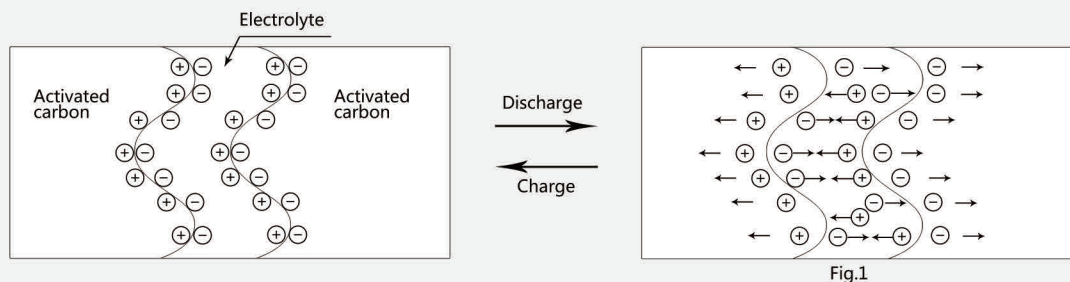 Electrolyte
Activated
carbon
Activated
carbon
Discharge
Charge
Fig.1